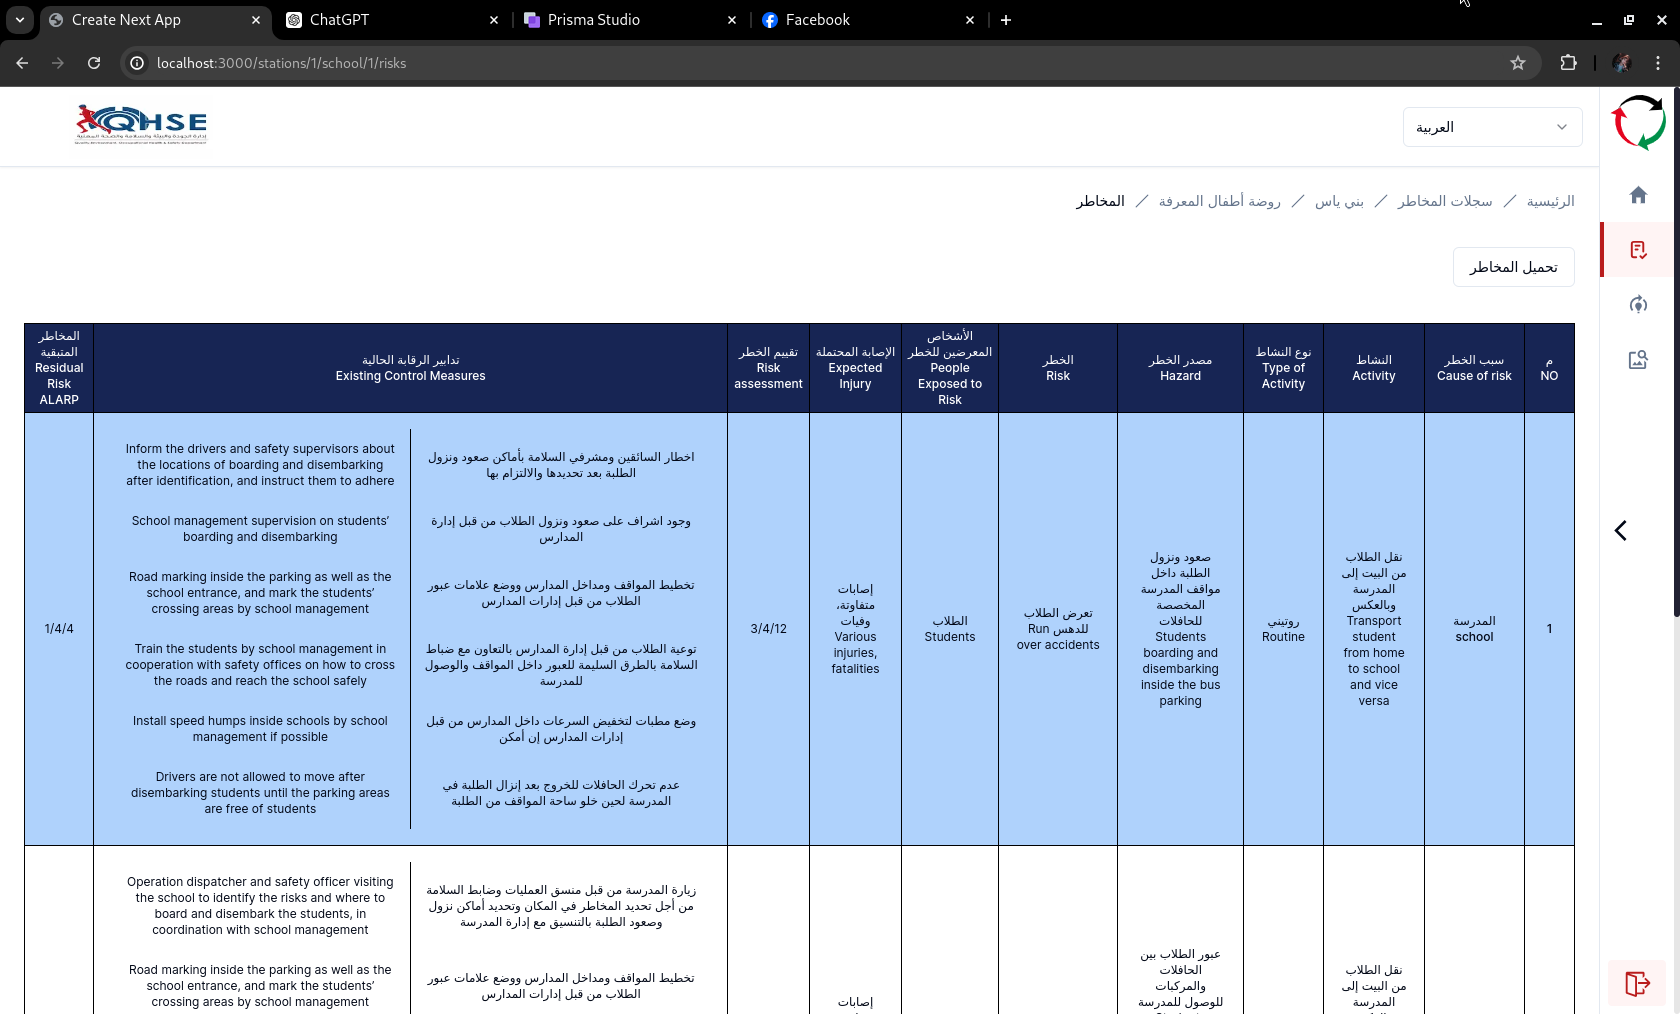 Create Next App
ChatGPT
Prisma Studio
Facebook
localhost:3000/stations/1/school/1/risks
QHSE
العربية
الرئيسية / سجلات المخاطر / بني ياس / روضة أطفال المعرفة / المخاطر
تحميل المخاطر
م
NO
سبب الخطر
Cause of risk
النشاط
Activity
نوع النشاط
Type of
Activity
مصدر الخطر
Hazard
الخطر
Risk
الأشخاص
المعرضين للخطر
People
Exposed to
Risk
الإصابة المحتملة
Expected
Injury
تقييم الخطر
Risk
assessment
تدابير الرقابة الحالية
Existing Control Measures
المخاطر
المتبقية
Residual
Risk
ALARP
1
المدرسة
school
نقل الطلاب
من البيت إلى
المدرسة
وبالعكس
Transport
student
from home
to school
and vice
versa
روتيني
Routine
صعود ونزول
الطلبة داخل
مواقف المدرسة
المخصصة
للحافلات
Students
boarding and
disembarking
inside the bus
parking
تعرض الطلاب
للدهس Run
over accidents
الطلاب
Students
إصابات
متفاوتة،
وفيات
Various
injuries,
fatalities
3/4/12
اخطار السائقين ومشرفي السلامة بأماكن صعود ونزول
الطلبة بعد تحديدها والالتزام بها
Inform the drivers and safety supervisors about
the locations of boarding and disembarking
after identification, and instruct them to adhere
وجود اشراف على صعود ونزول الطلاب من قبل إدارة
المدارس
School management supervision on students’
boarding and disembarking
تخطيط المواقف ومداخل المدارس ووضع علامات عبور
الطلاب من قبل إدارات المدارس
Road marking inside the parking as well as the
school entrance, and mark the students’
crossing areas by school management
توعية الطلاب من قبل إدارة المدارس بالتعاون مع ضباط
السلامة بالطرق السليمة للعبور داخل المواقف والوصول
للمدرسة
Train the students by school management in
cooperation with safety offices on how to cross
the roads and reach the school safely
وضع مطبات لتخفيض السرعات داخل المدارس من قبل
إدارات المدارس إن أمكن
Install speed humps inside schools by school
management if possible
عدم تحرك الحافلات للخروج بعد إنزال الطلبة في
المدرسة لحين خلو ساحة المواقف من الطلبة
Drivers are not allowed to move after
disembarking students until the parking areas
are free of students
1/4/4
نقل الطلاب
من البيت إلى
المدرسة
عبور الطلاب بين
الحافلات
والمركبات
للوصول للمدرسة
إصابات
زيارة المدرسة من قبل منسق العمليات وضابط السلامة
من أجل تحديد المخاطر في المكان وتحديد أماكن نزول
وصعود الطلبة بالتنسيق مع إدارة المدرسة
Operation dispatcher and safety officer visiting
the school to identify the risks and where to
board and disembark the students, in
coordination with school management
تخطيط المواقف ومداخل المدارس ووضع علامات عبور
الطلاب من قبل إدارات المدارس
Road marking inside the parking as well as the
school entrance, and mark the students’
crossing areas by school management